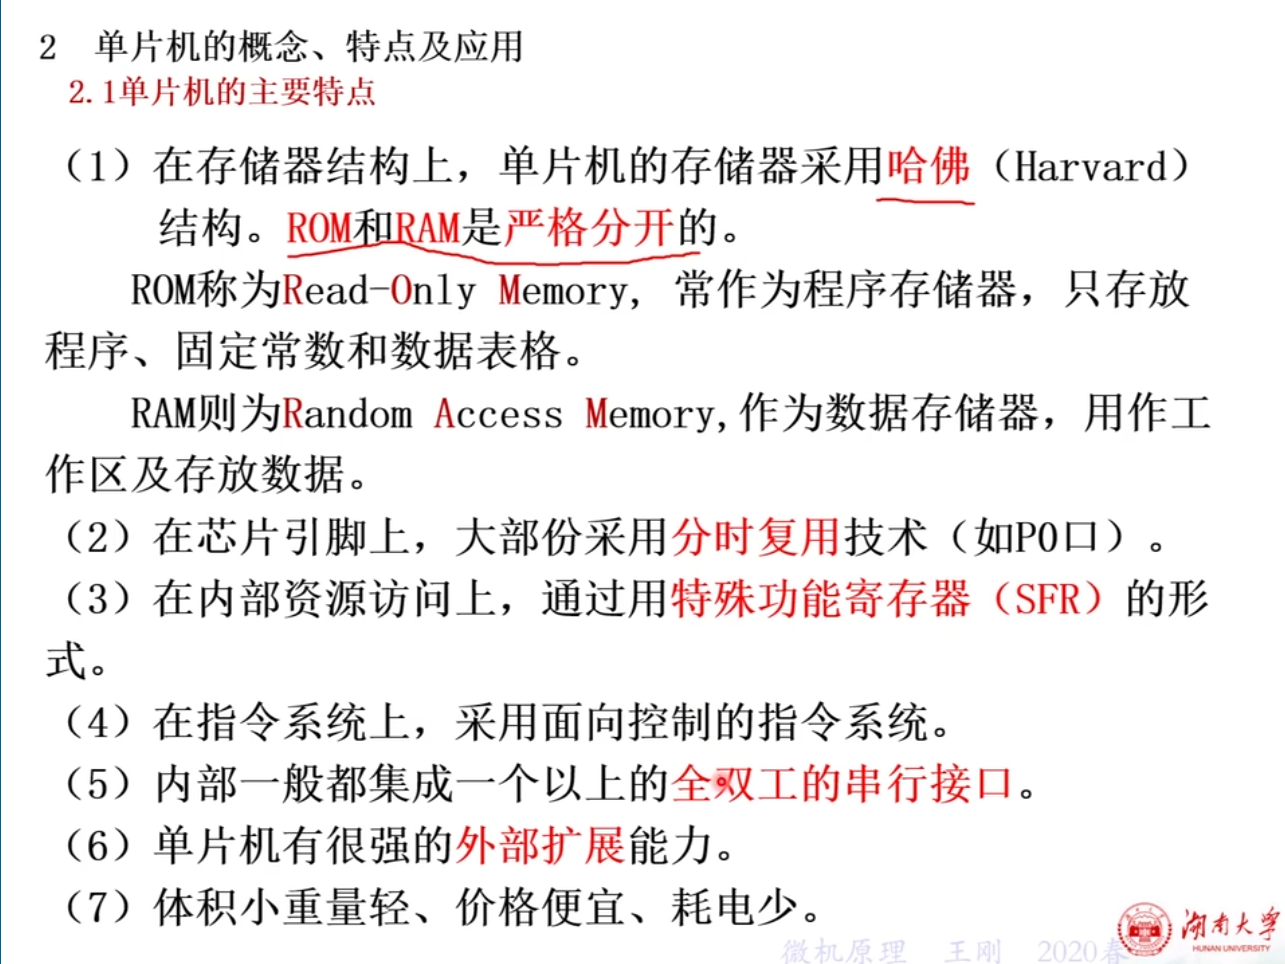 2 单片机的概念、特点及应用
2.1单片机的主要特点
（1）在存储器结构上，单片机的存储器采用哈佛（Harvard）
结构。ROM和RAM是严格分开的。
ROM称为Read-Only Memory, 常作为程序存储器，只存放
程序、固定常数和数据表格。
RAM则为Random Access Memory,作为数据存储器，用作工
作区及存放数据。
（2）在芯片引脚上，大部份采用分时复用技术（如P0口）。
（3）在内部资源访问上，通过用特殊功能寄存器（SFR）的形
式。
（4）在指令系统上，采用面向控制的指令系统。
（5）内部一般都集成一个以上的全双工的串行接口。
（6）单片机有很强的外部扩展能力。
（7）体积小重量轻、价格便宜、耗电少。
湖南大学
HUNAN UNIVERSITY
微机原理 王刚 2020春